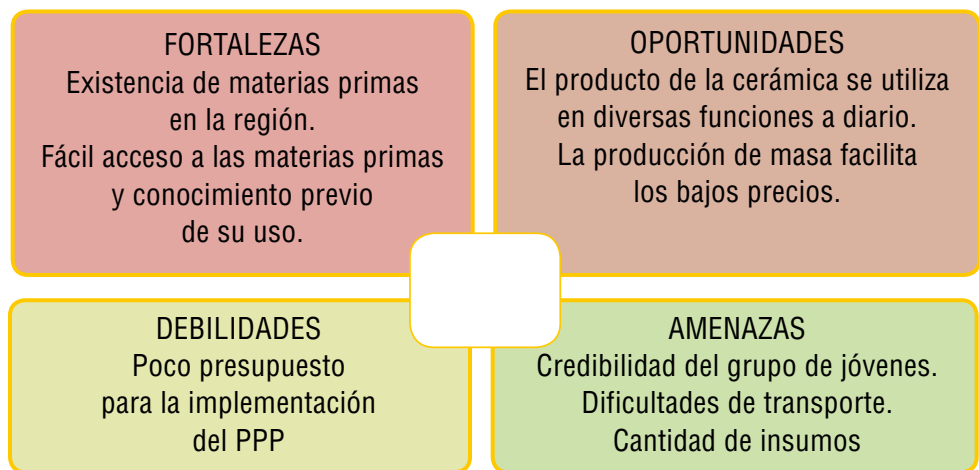 FORTALEZAS
Existencia de materias primas
en la región.
Fácil acceso a las materias primas
y conocimiento previo
de su uso.
OPORTUNIDADES
El producto de la cerámica se utiliza
en diversas funciones a diario.
La producción de masa facilita
los bajos precios.
DEBILIDADES
Poco presupuesto
para la implementación
del PPP
AMENAZAS
Credibilidad del grupo de jóvenes.
Dificultades de transporte.
Cantidad de insumos